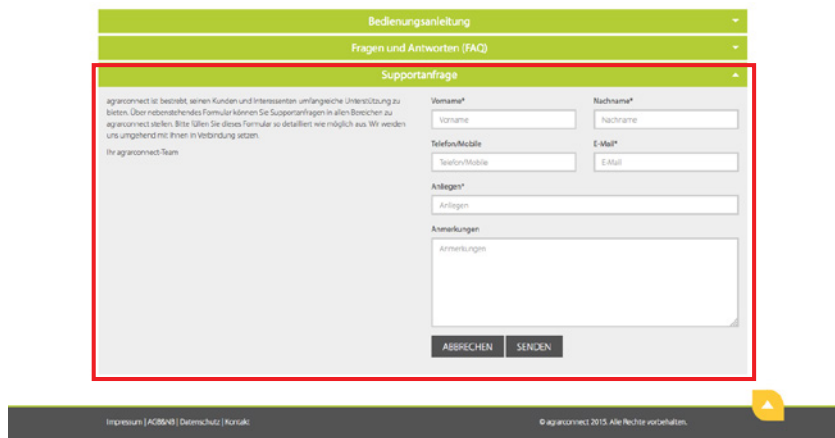 Bedienungsanleitung
Fragen und Antworten (FAQ)
Supportanfrage
agrarconnect ist bestrebt, seinen Kunden und Interessenten umfangreiche Unterstützung zu
bieten. Über nebenstehendes Formular können Sie Supportanfragen in allen Bereichen zu
agrarconnect stellen. Bitte füllen Sie dieses Formular so detailliert wie möglich aus. Wir werden
uns umgehend mit Ihnen in Verbindung setzen.
Ihr agrarconnect-Team
Vorname*
Nachname*
Vorname
Nachname
Telefon/Mobile
E-Mail*
Telefon/Mobile
E-Mail
Anliegen*
Anliegen
Anmerkungen
Anmerkungen
ABBRECHEN
SENDEN
Impressum | AGB&NB | Datenschutz | Kontakt
© agrarconnect 2015. Alle Rechte vorbehalten.